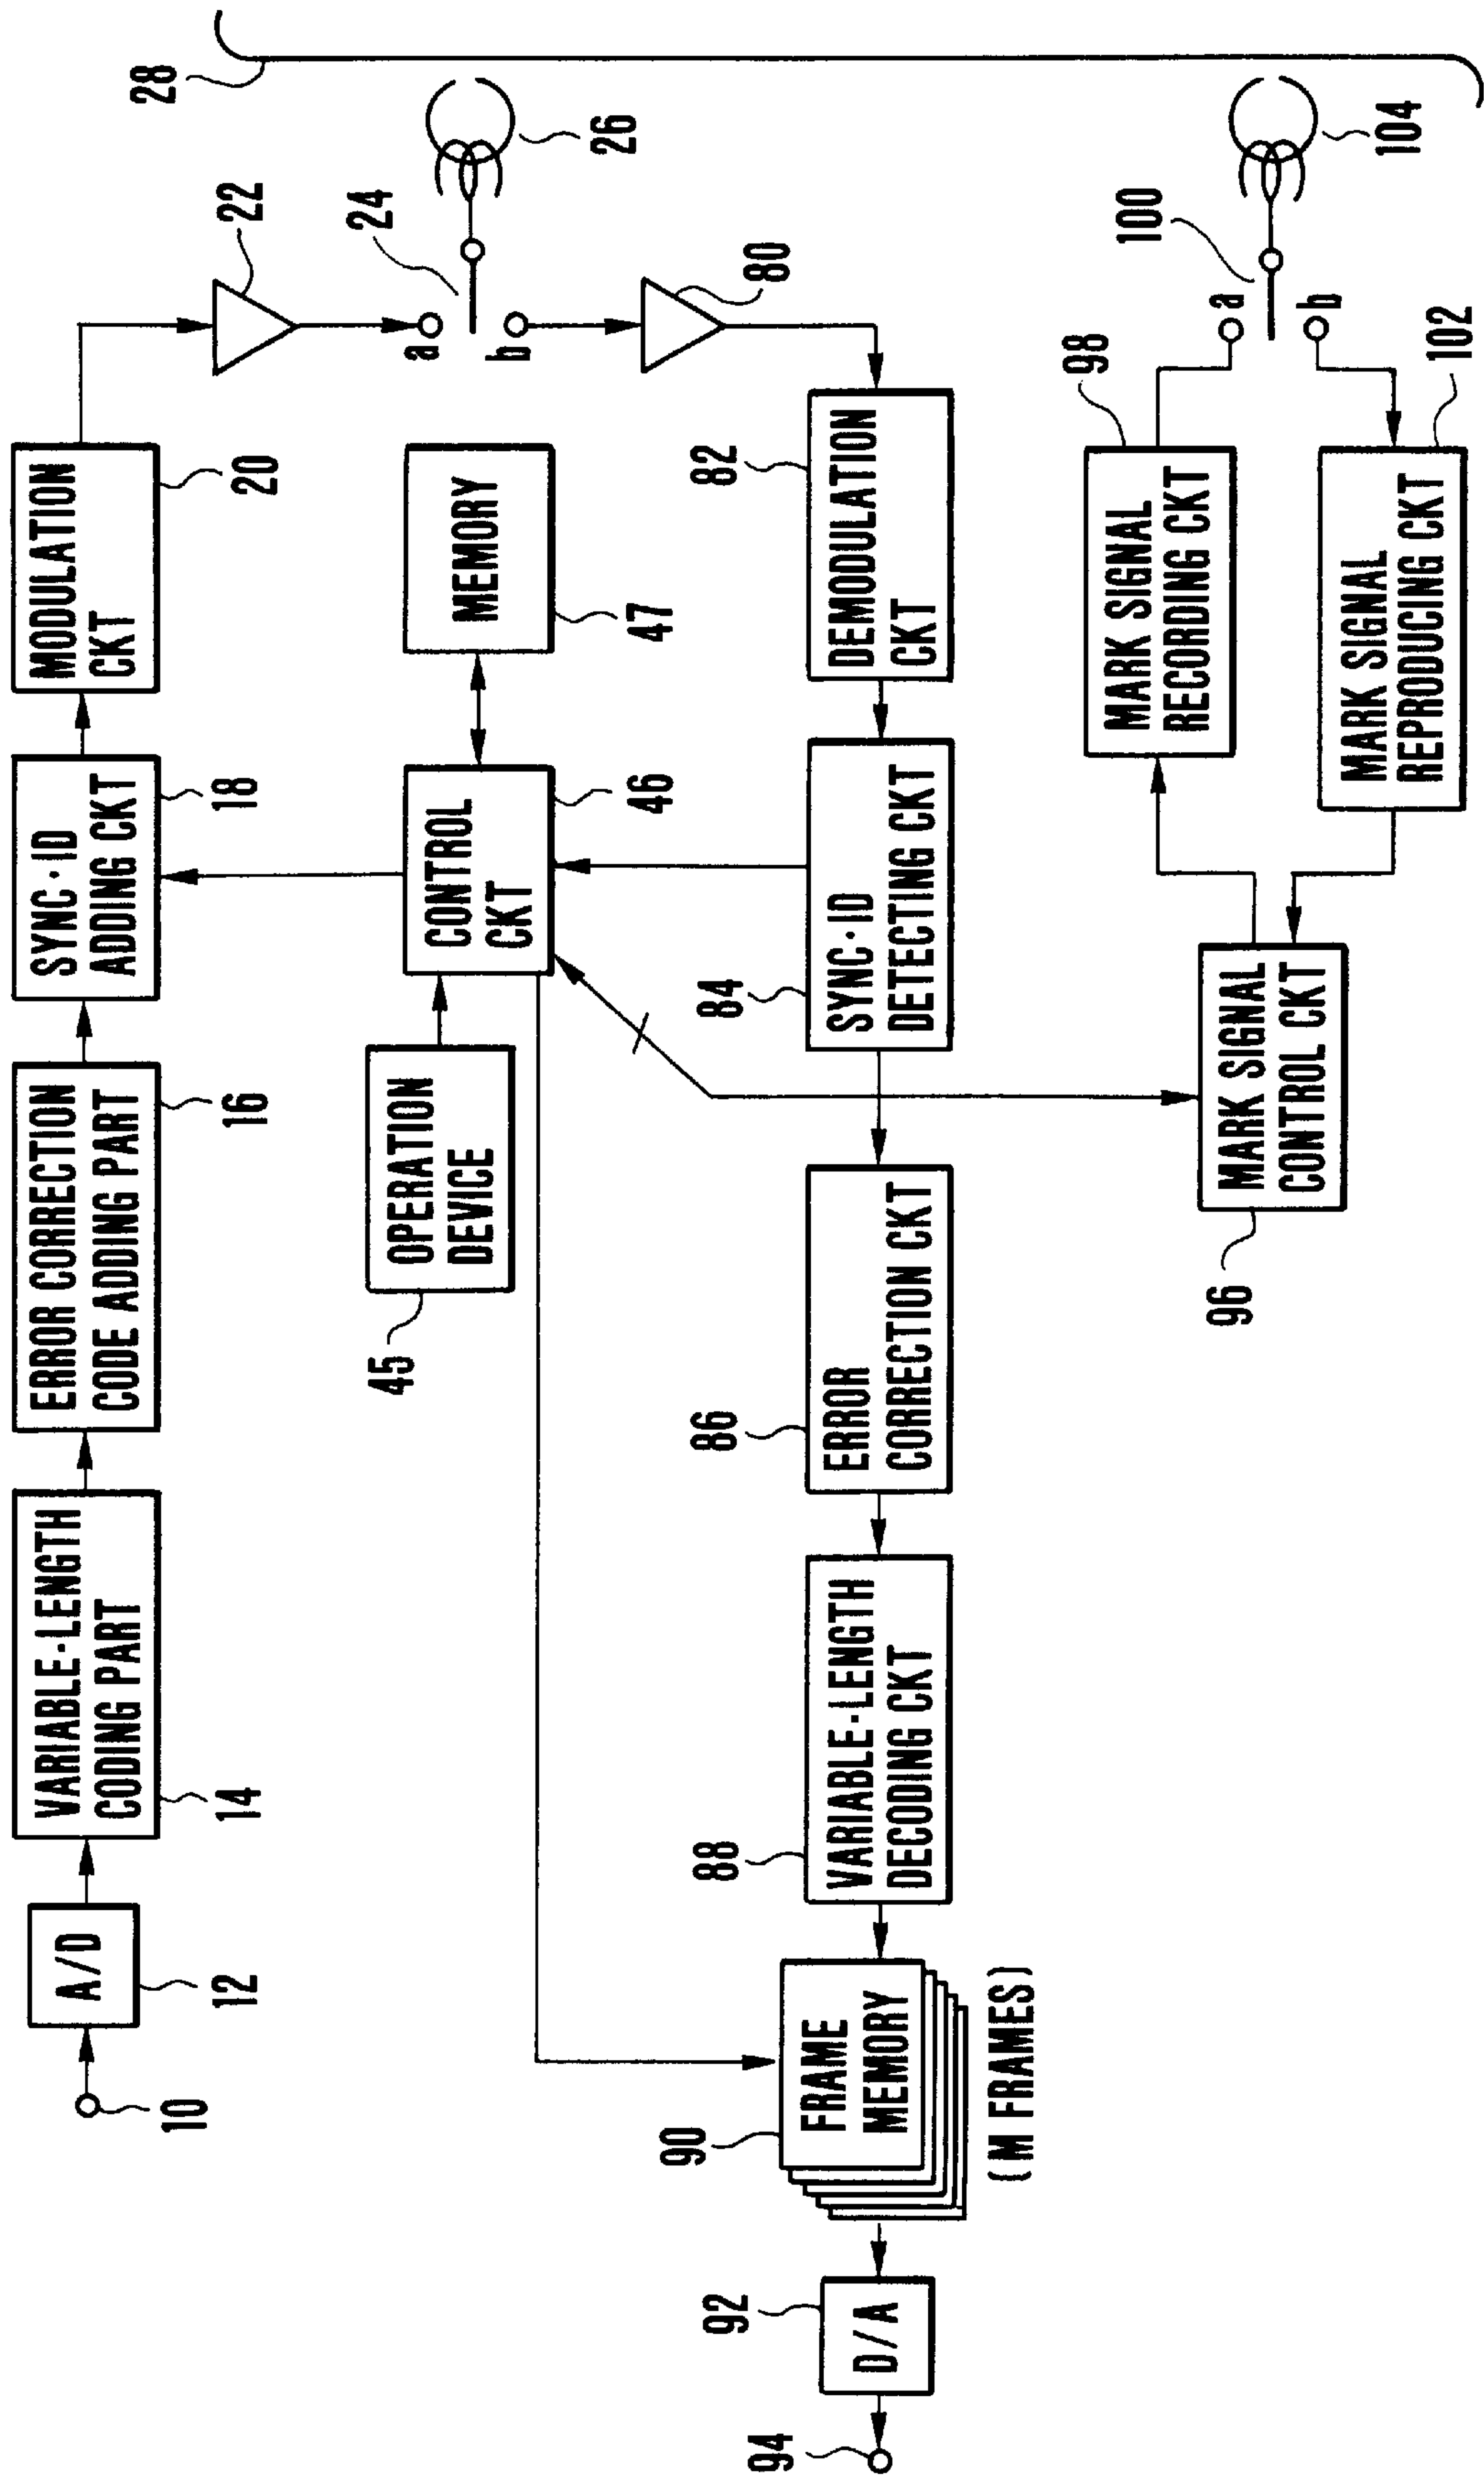 10
A/D
12
VARIABLE-LENGTH
CODING PART
14
ERROR CORRECTION
CODE ADDING PART
16
SYNC·ID
ADDING CKT
18
MODULATION
CKT
20
22
24
a
b
26
28
OPERATION
DEVICE
45
CONTROL
CKT
46
MEMORY
47
80
82
DEMODULATION
CKT
84
SYNC·ID
DETECTING CKT
86
ERROR
CORRECTION CKT
88
VARIABLE-LENGTH
DECODING CKT
90
FRAME
MEMORY
(M FRAMES)
92
D/A
94
MARK SIGNAL
CONTROL CKT
96
98
MARK SIGNAL
RECORDING CKT
100
a
b
MARK SIGNAL
REPRODUCING CKT
102
104